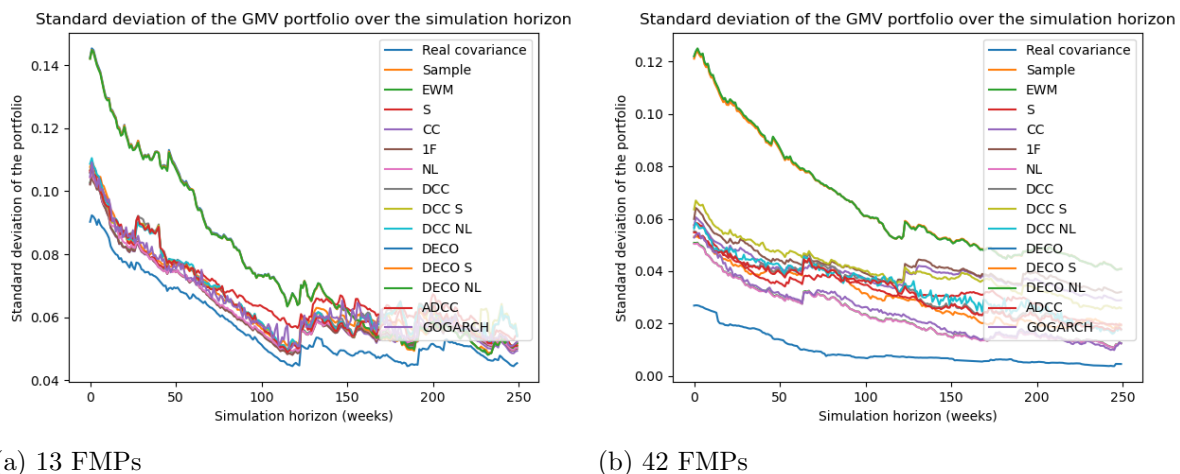 Standard deviation of the GMV portfolio over the simulation horizon
Standard deviation of the portfolio
0.14
0.12
0.10
0.08
0.06
0.04
Real covariance
Sample
EWM
S
CC
1F
NL
DCC
DCC S
DCC NL
DECO
DECO S
DECO NL
ADCC
GOGARCH
0 50 100 150 200 250
Simulation horizon (weeks)
(a) 13 FMPs
Standard deviation of the GMV portfolio over the simulation horizon
Standard deviation of the portfolio
0.12
0.10
0.08
0.06
0.04
0.02
0.00
Real covariance
Sample
EWM
S
CC
1F
NL
DCC
DCC S
DCC NL
DECO
DECO S
DECO NL
ADCC
GOGARCH
0 50 100 150 200 250
Simulation horizon (weeks)
(b) 42 FMPs